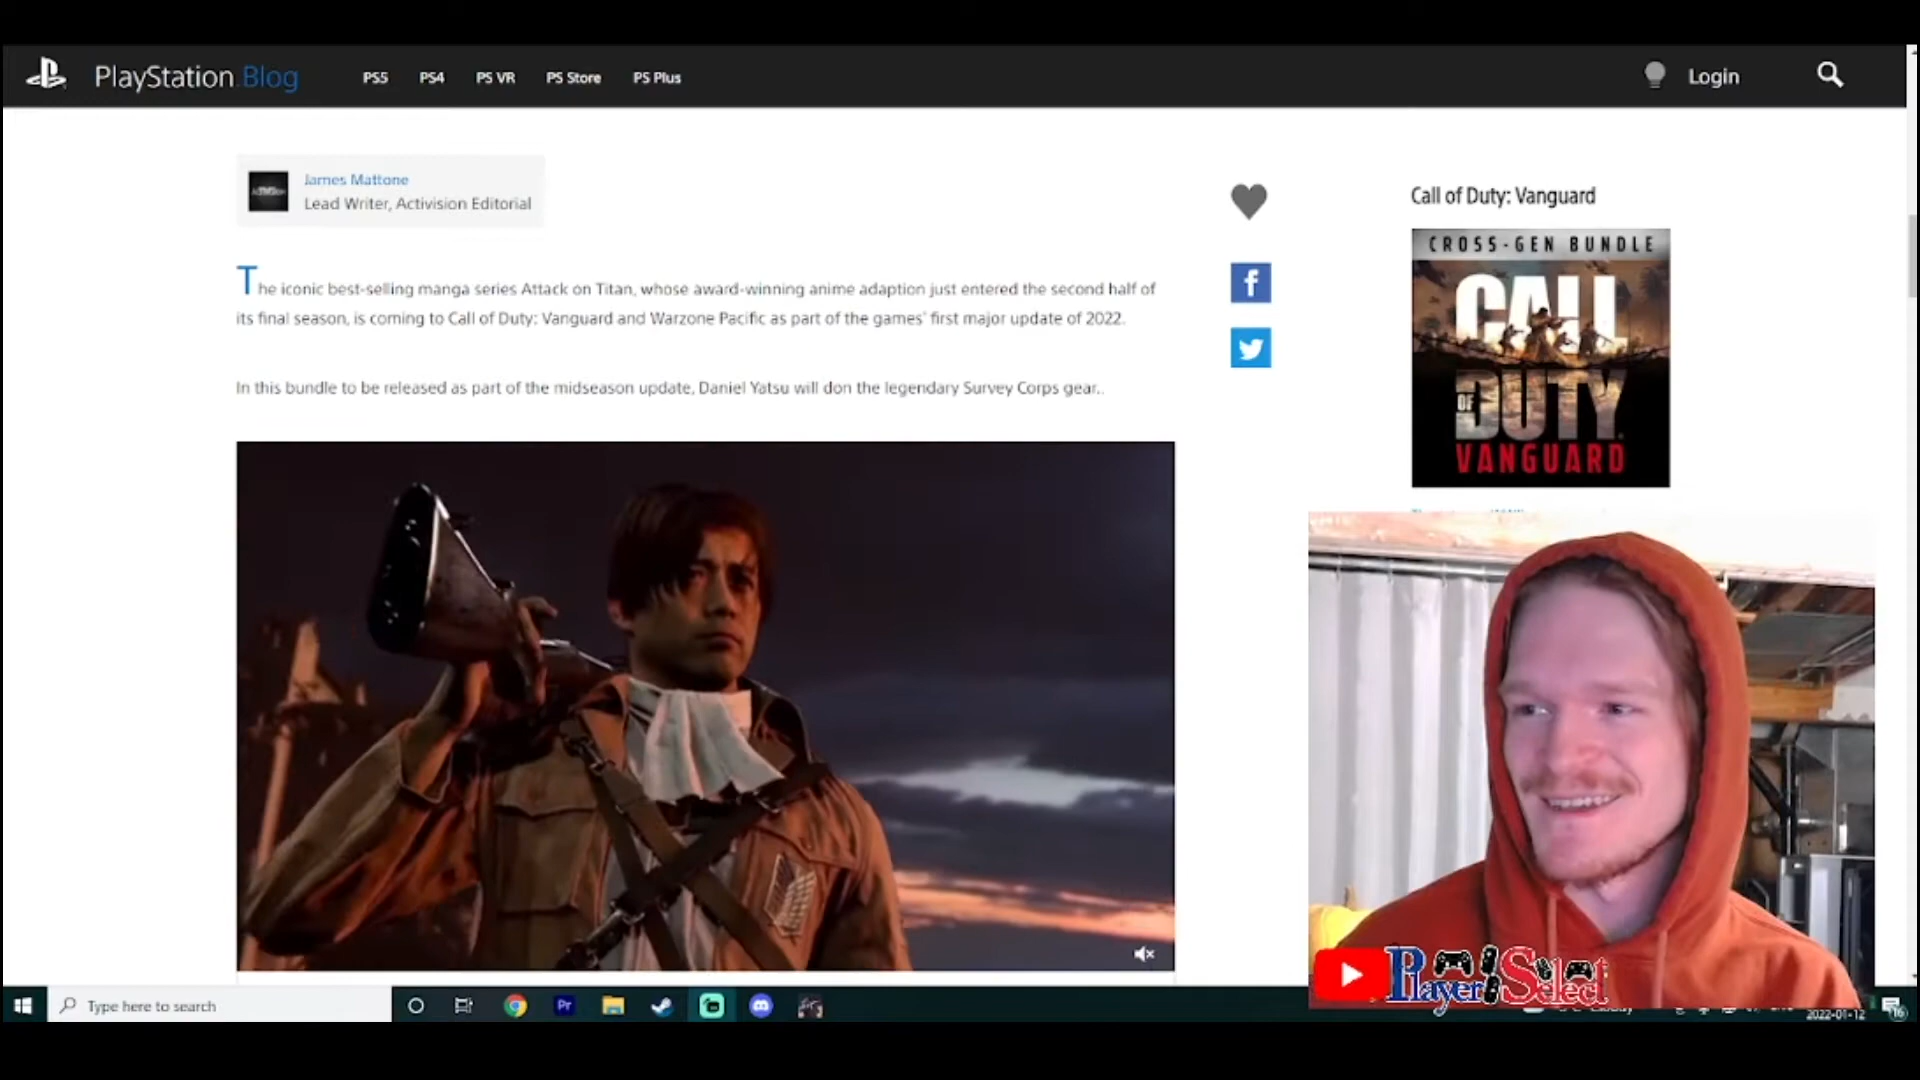 PlayStation.Blog
PS5 PS4 PS VR PS Store PS Plus
Login
James Mattone
Lead Writer, Activision Editorial
The iconic best-selling manga series Attack on Titan, whose award-winning anime adaption just entered the second half of
its final season, is coming to Call of Duty: Vanguard and Warzone Pacific as part of the games' first major update of 2022.
In this bundle to be released as part of the midseason update, Daniel Yatsu will don the legendary Survey Corps gear..
Call of Duty: Vanguard
CROSS-GEN BUNDLE
CALL
OF DUTY
VANGUARD
Player Select
Type here to search
Pr
2022-01-12
16